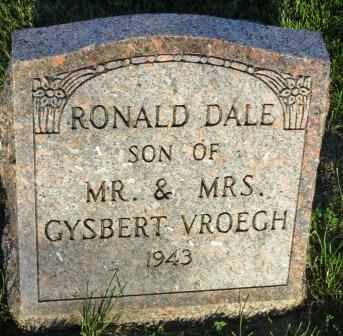 RONALD DALE
SON OF
MR. & MRS.
GYSBERT VROEGH
1943